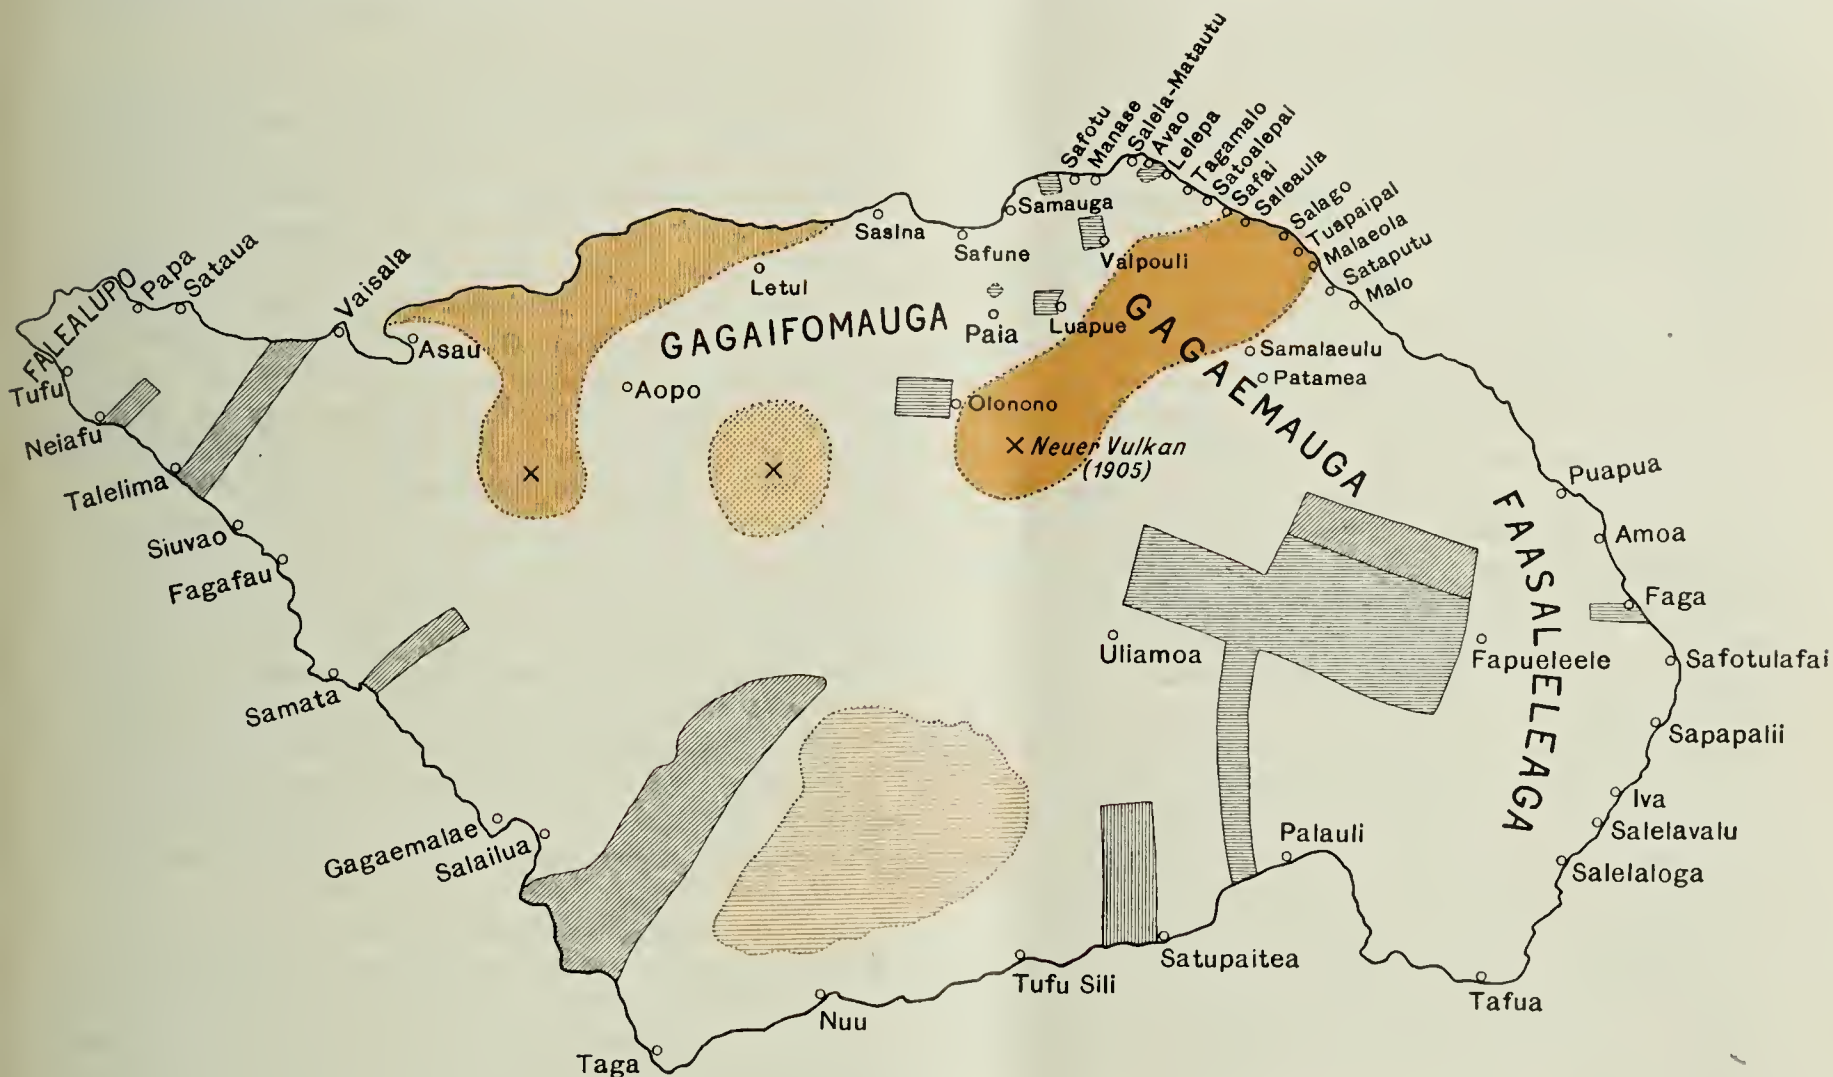 Safotu
Manase
Salela-Matautu
Avao
Lelepa
Tagamalo
Satoalepai
Safai
Saleaula
Salago
Tuapaipai
Malaeola
Sataputu
Malo
Samauga
Sasina
Safune
Valpouli
Letui
GAGAIFOMAUGA
Paia
Luapue
GAGAEMAUGA
FALEALUPO
Papa
Sataua
Vaisala
Asau
Tufu
Aopo
Olonono
Samalaeulu
Patamea
Neiafu
Neuer Vulkan
(1905)
Talelima
Puapua
Siuvao
Amoa
FAASALELEAGA
Fagafau
Faga
Uliamoa
Fapueleele
Safotulafai
Samata
Sapapalii
Iva
Gagaemalae
Palauli
Salelavalu
Salailua
Salelaloga
Satupaitea
Tufu Sili
Tafua
Nuu
Taga